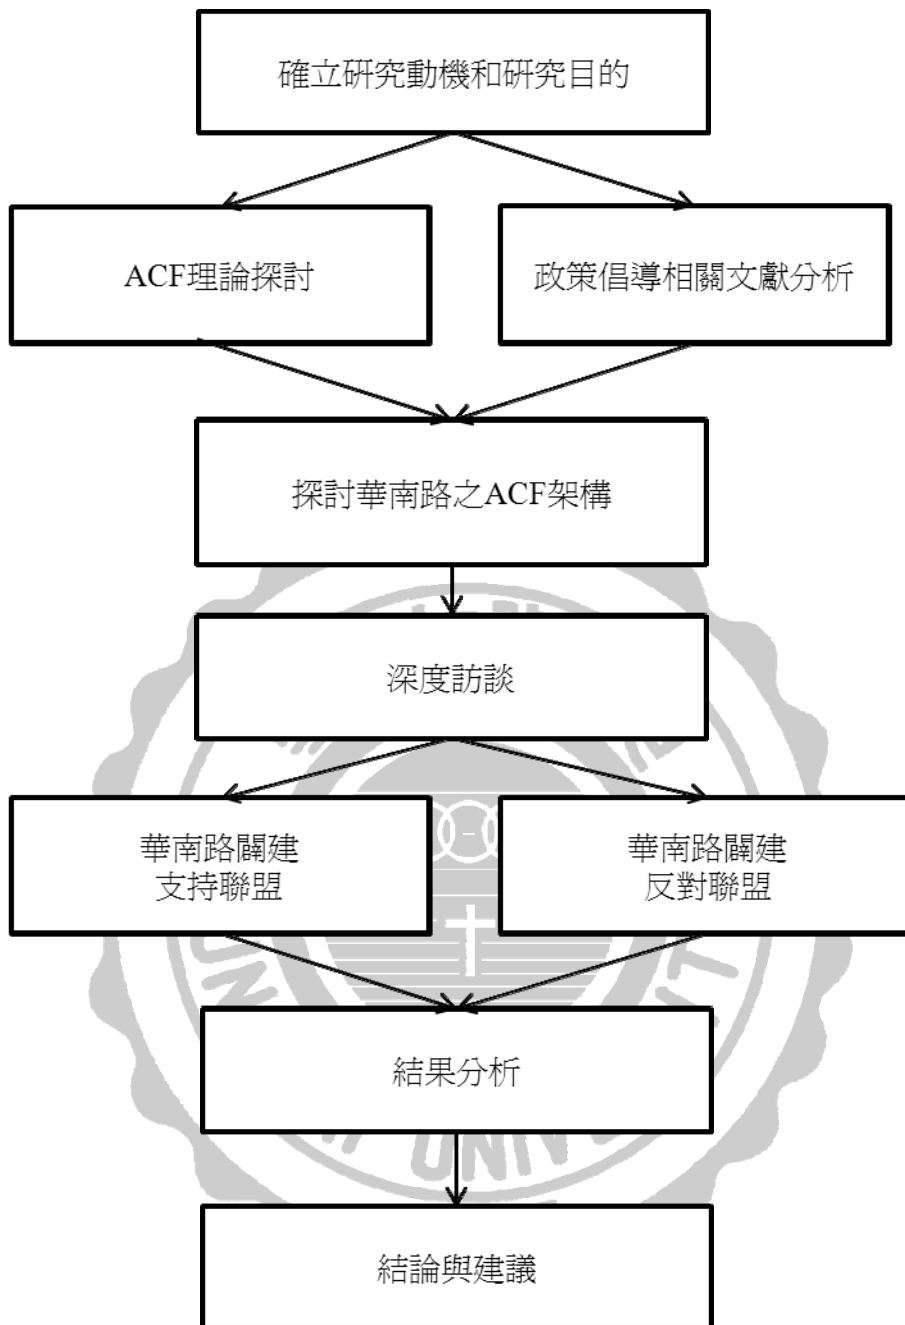 確立研究動機和研究目的
ACF理論探討
政策倡導相關文獻分析
探討華南路之ACF架構
深度訪談
華南路闢建
支持聯盟
華南路闢建
反對聯盟
結果分析
結論與建議